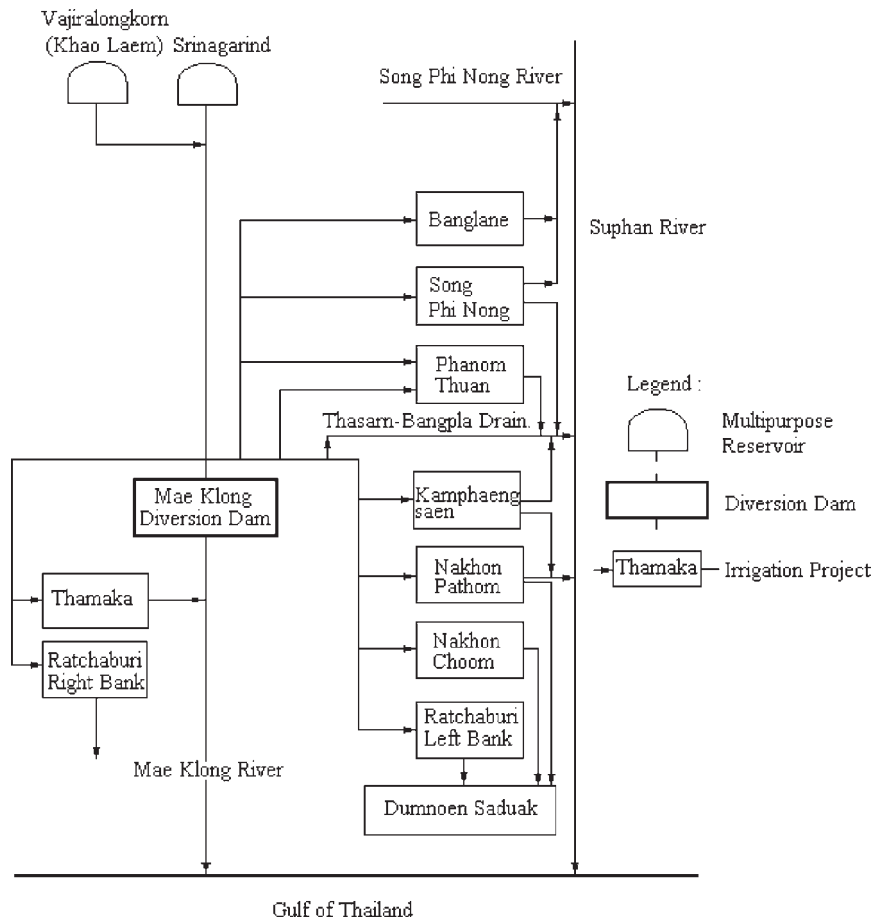 Vajiralongkorn
(Khao Laem) Srinagarind
Song Phi Nong River
Banglane
Suphan River
Song
Phi Nong
Phanom
Thuan
Legend :
Thasarn-Bangpla Drain.
Multipurpose
Reservoir
Mae Klong
Diversion Dam
Kamphaeng
saen
Diversion Dam
Nakhon
Pathom
Thamaka
Irrigation Project
Thamaka
Nakhon
Choom
Ratchaburi
Right Bank
Ratchaburi
Left Bank
Mae Klong River
Dumnoen Saduak
Gulf of Thailand